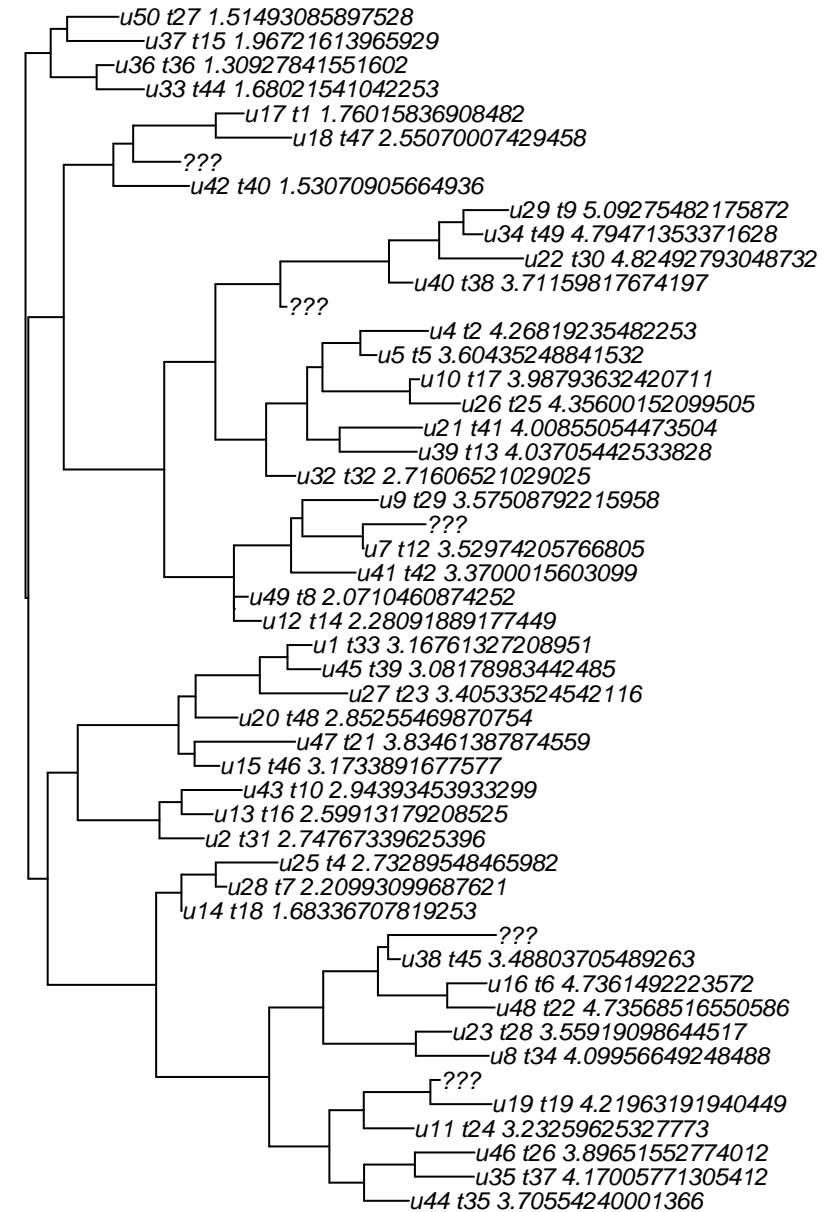 u50 t27 1.51493085897528
u37 t15 1.96721613965929
u36 t36 1.30927841551602
u33 t44 1.68021541042253
u17 t1 1.76015836908482
u18 t47 2.55070007429458
???
u42 t40 1.53070905664936
u29 t9 5.09275482175872
u34 t49 4.79471353371628
u22 t30 4.82492793048732
u40 t38 3.71159817674197
???
u4 t2 4.26819235482253
u5 t5 3.60435248841532
u10 t17 3.98793632420711
u26 t25 4.35600152099505
u21 t41 4.00855054473504
u39 t13 4.03705442533828
u32 t32 2.71606521029025
u9 t29 3.57508792215958
???
u7 t12 3.52974205766805
u41 t42 3.3700015603099
u49 t8 2.0710460874252
u12 t14 2.28091889177449
u1 t33 3.16761327208951
u45 t39 3.08178983442485
u27 t23 3.40533524542116
u20 t48 2.85255469870754
u47 t21 3.83461387874559
u15 t46 3.1733891677577
u43 t10 2.94393453933299
u13 t16 2.59913179208525
u2 t31 2.74767339625396
u25 t4 2.73289548465982
u28 t7 2.20993099687621
u14 t18 1.68336707819253
???
u38 t45 3.48803705489263
u16 t6 4.7361492223572
u48 t22 4.73568516550586
u23 t28 3.55919098644517
u8 t34 4.09956649248488
???
u19 t19 4.21963191940449
u11 t24 3.23259625327773
u46 t26 3.89651552774012
u35 t37 4.17005771305412
u44 t35 3.70554240001366